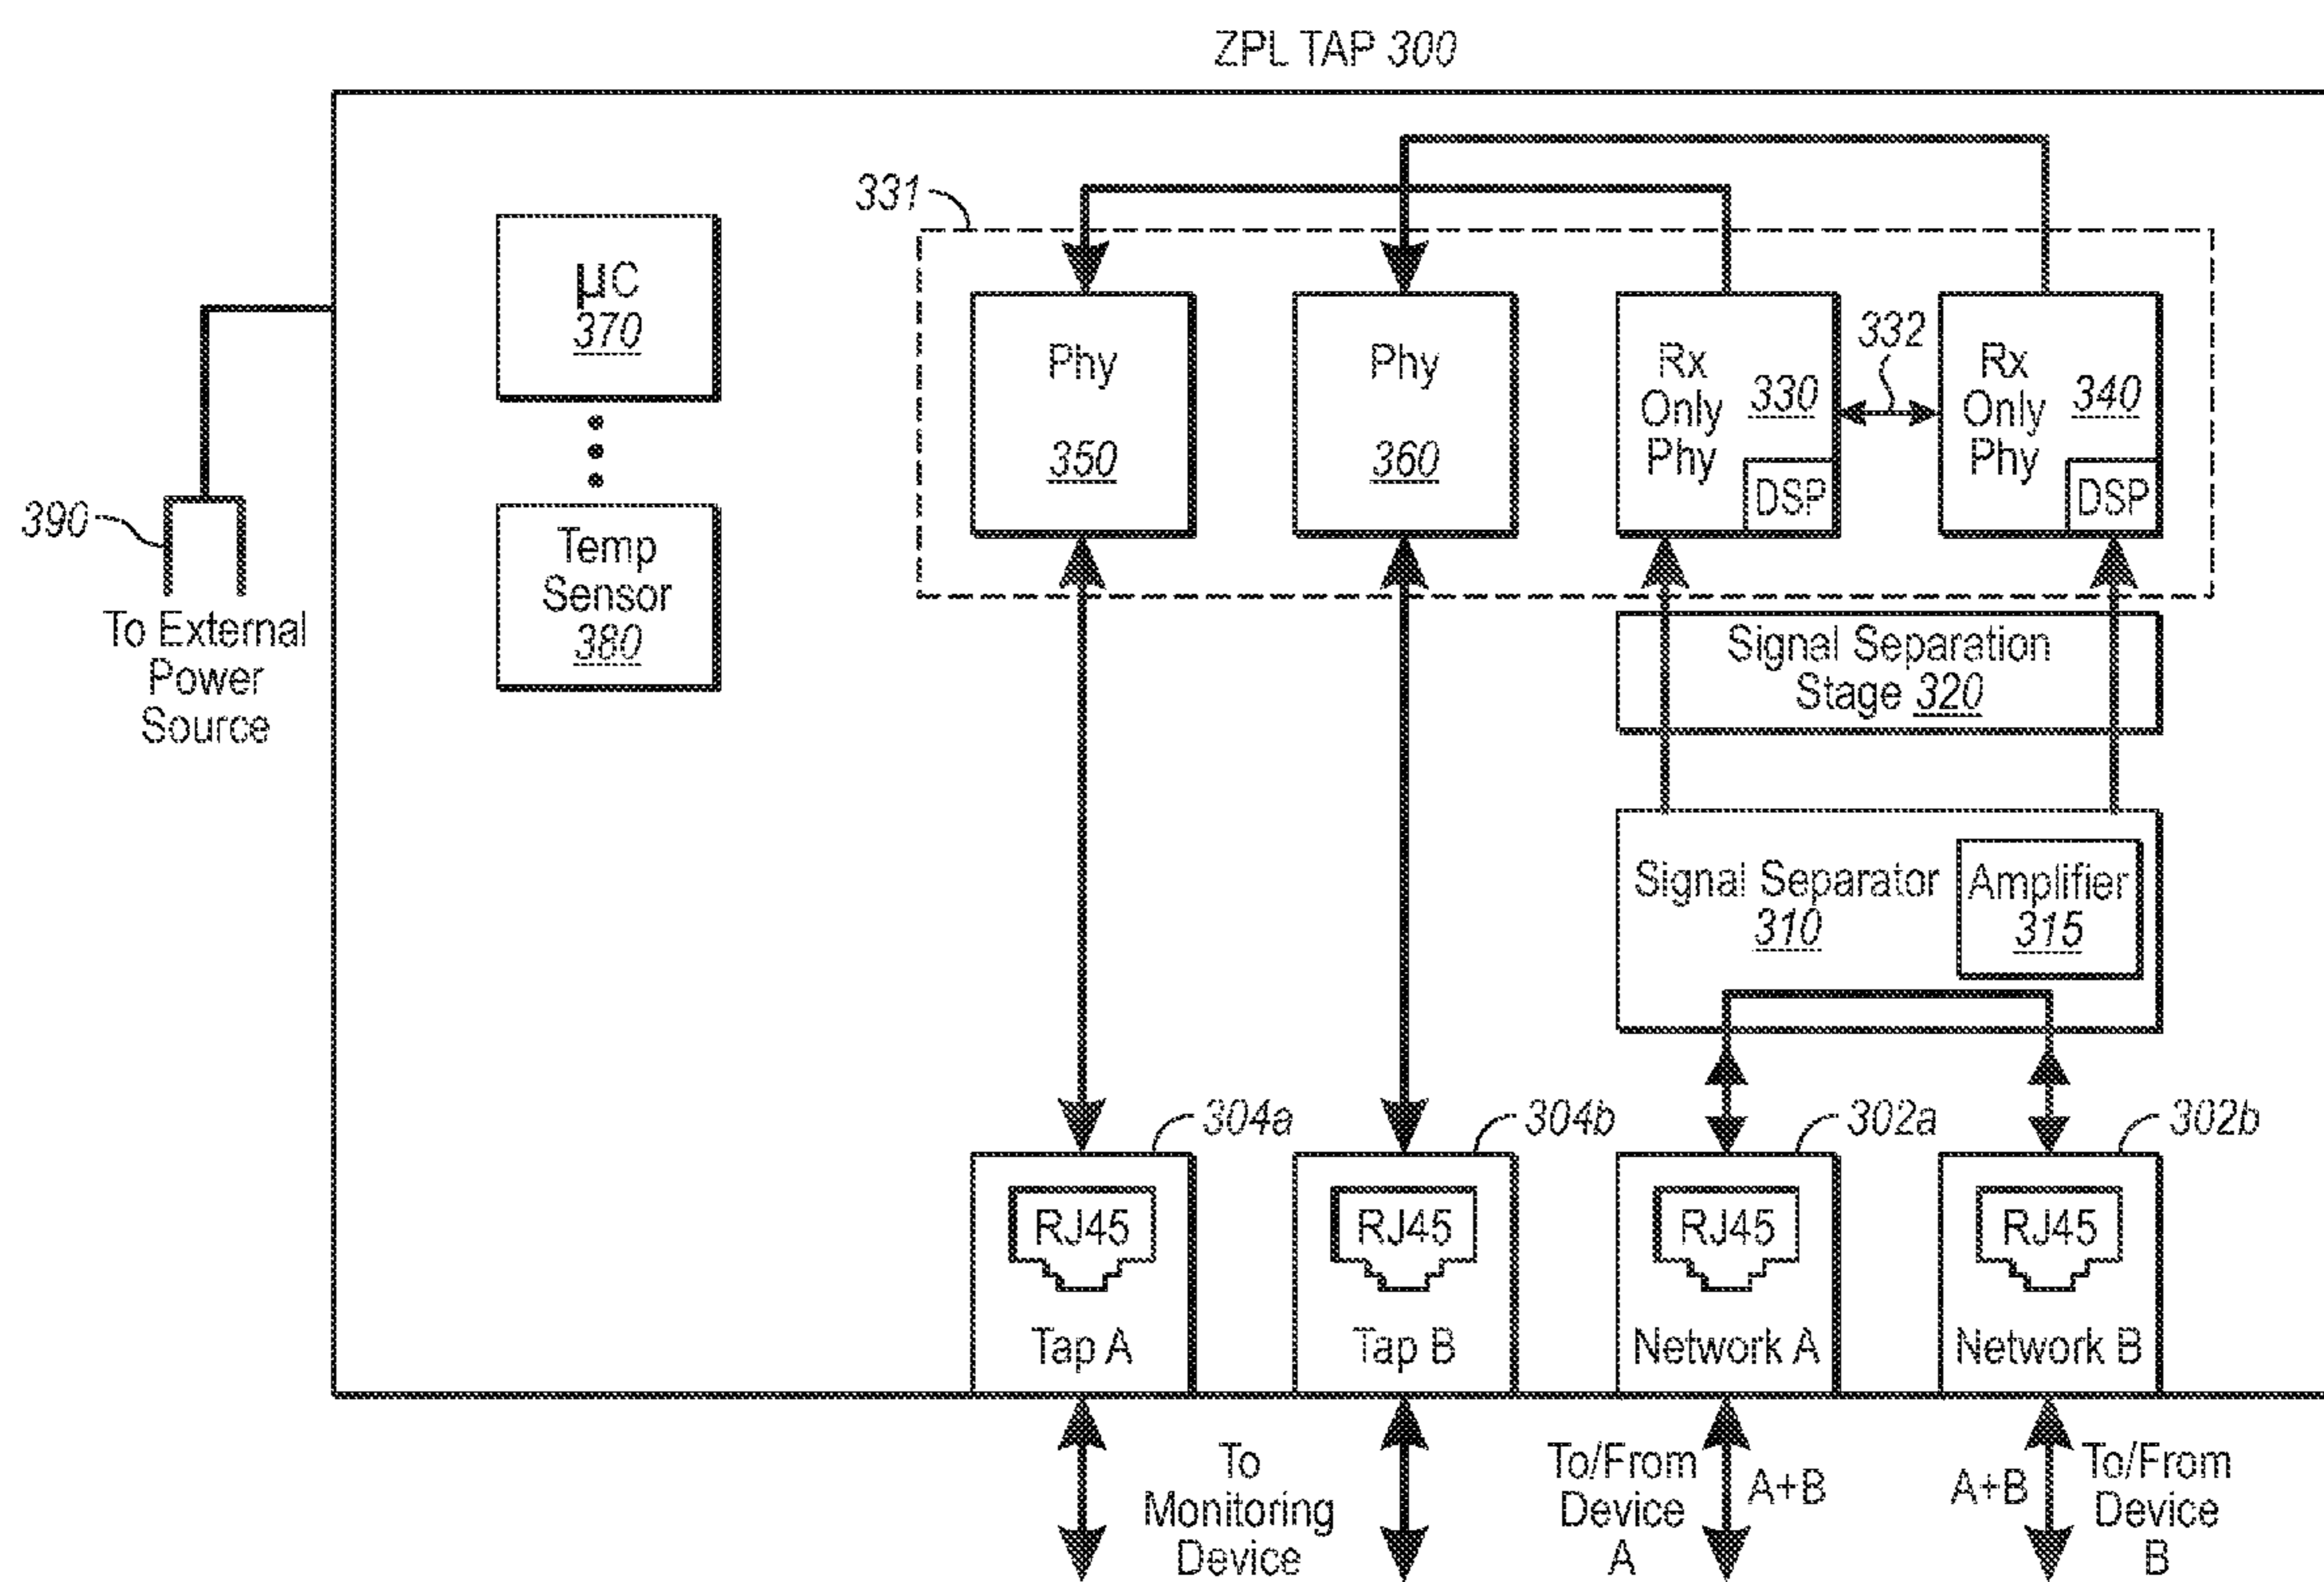 ZPL TAP 300
331
µC
370
Temp
Sensor
380
390
To External
Power
Source
Phy
350
Phy
360
Rx
Only
Phy
330
DSP
332
Rx
Only
Phy
340
DSP
Signal Separation
Stage 320
Signal Separator
310
Amplifier
315
304a
304b
302a
302b
RJ45
Tap A
RJ45
Tap B
RJ45
Network A
RJ45
Network B
To
Monitoring
Device
To/From
Device
A
A+B
A+B
To/From
Device
B